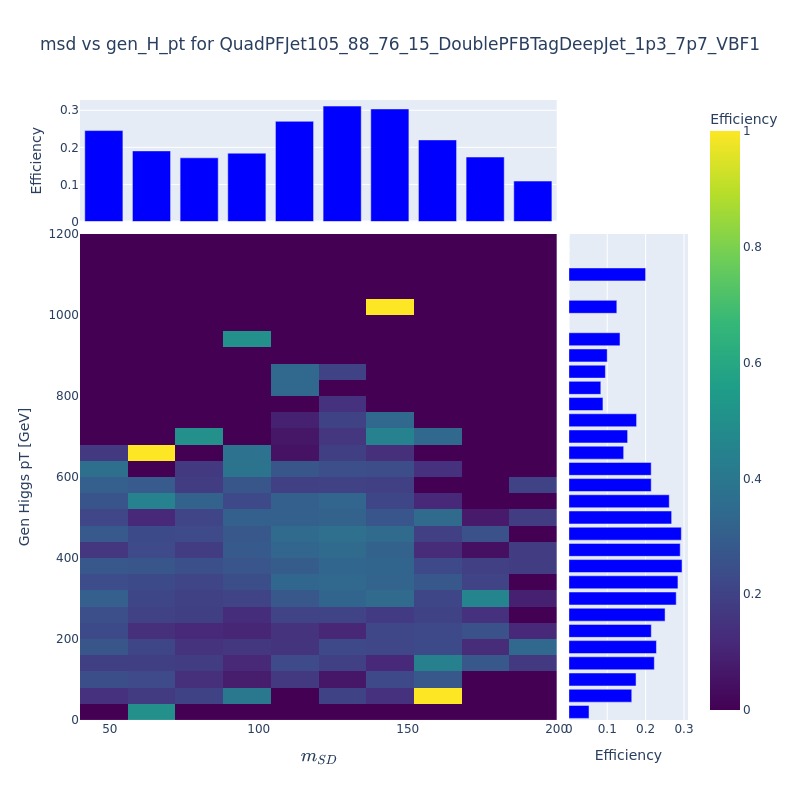 msd vs gen_H_pt for QuadPFJet105_88_76_15_DoublePFBTagDeepJet_1p3_7p7_VBF1
Efficiency
0.3
0.2
0.1
0
Efficiency
1
0.8
0.6
0.4
0.2
0
Gen Higgs pT [GeV]
1200
1000
800
600
400
200
0
50 100 150 200
m_SD
0 0.1 0.2 0.3
Efficiency